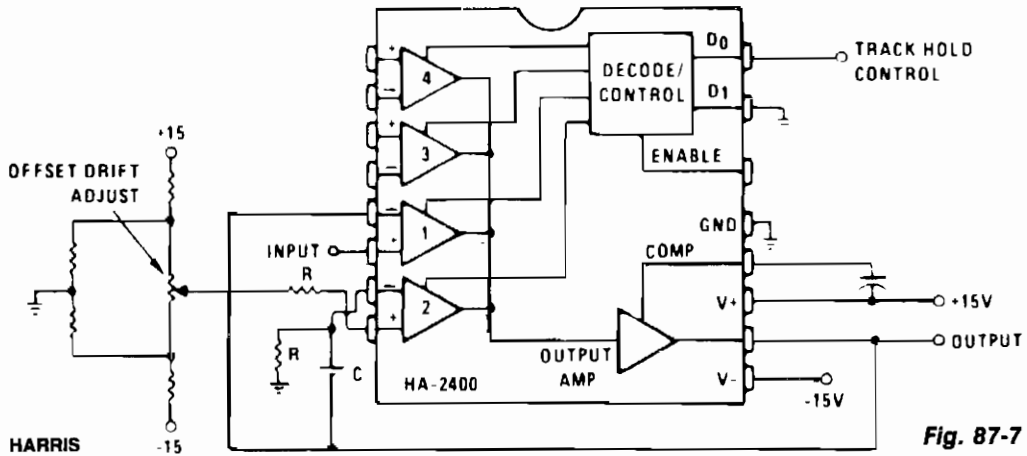 +15
OFFSET DRIFT
ADJUST
-15
HARRIS
INPUT
R
R
C
+
−
4
+
−
3
−
+
1
−
+
2
HA-2400
DECODE/
CONTROL
D0
D1
ENABLE
GND
COMP
V+
OUTPUT
AMP
V-
TRACK HOLD
CONTROL
+15V
OUTPUT
-15V
Fig. 87-7